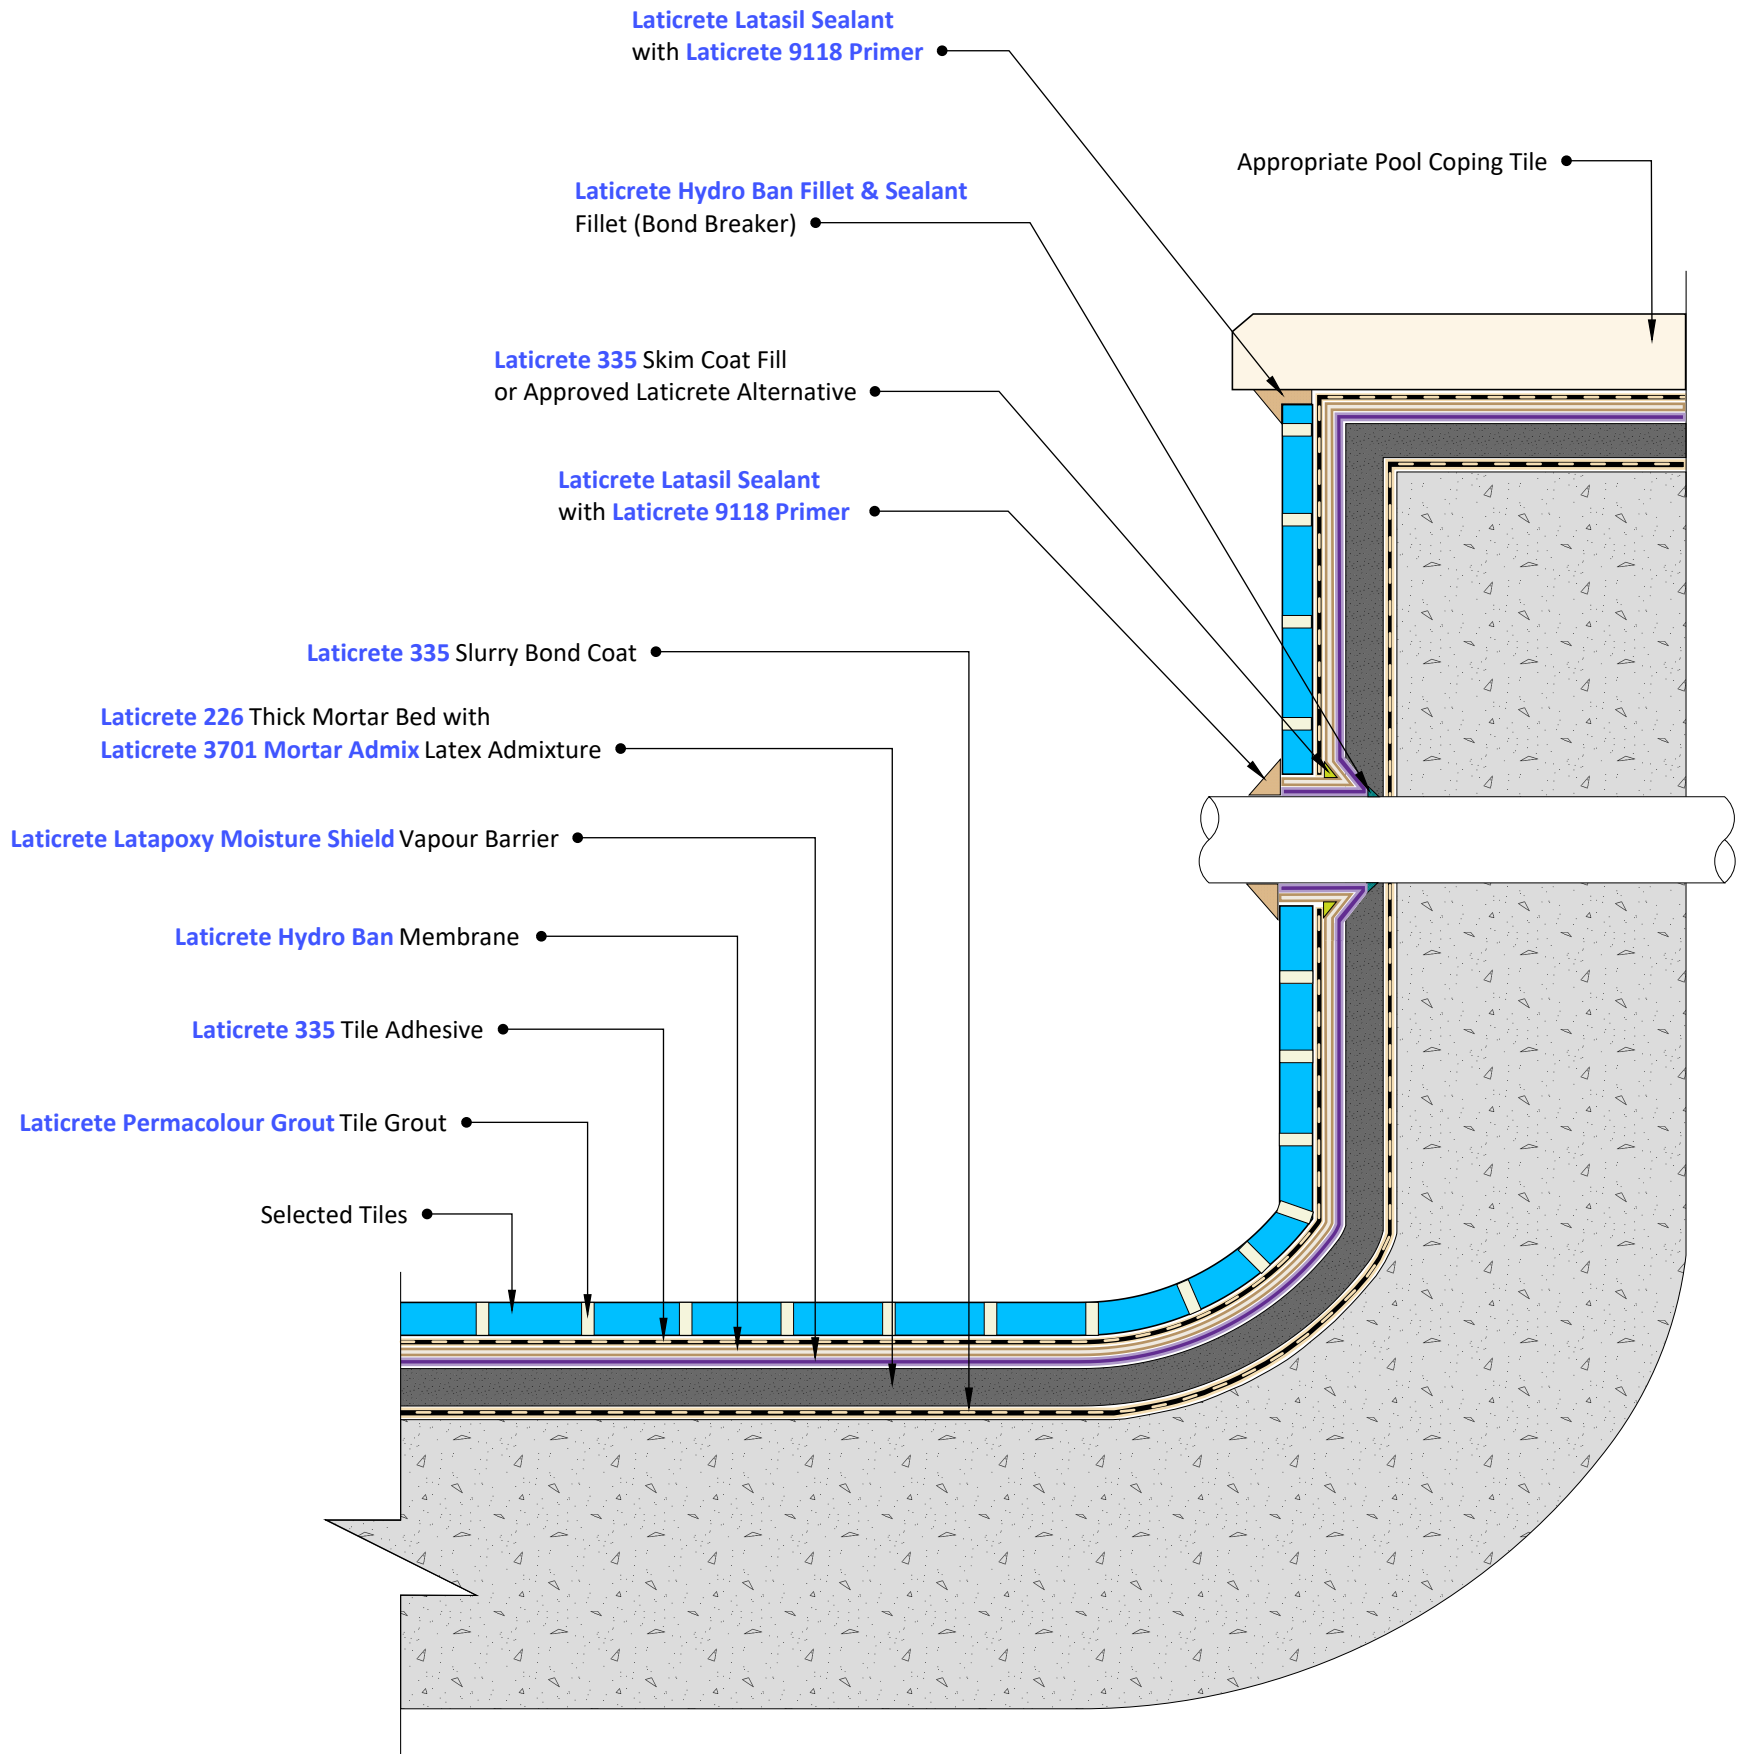 Laticrete Latasil Sealant
with Laticrete 9118 Primer
Appropriate Pool Coping Tile
Laticrete Hydro Ban Fillet & Sealant
Fillet (Bond Breaker)
Laticrete 335 Skim Coat Fill
or Approved Laticrete Alternative
Laticrete Latasil Sealant
with Laticrete 9118 Primer
Laticrete 335 Slurry Bond Coat
Laticrete 226 Thick Mortar Bed with
Laticrete 3701 Mortar Admix Latex Admixture
Laticrete Latapoxy Moisture Shield Vapour Barrier
Laticrete Hydro Ban Membrane
Laticrete 335 Tile Adhesive
Laticrete Permacolour Grout Tile Grout
Selected Tiles